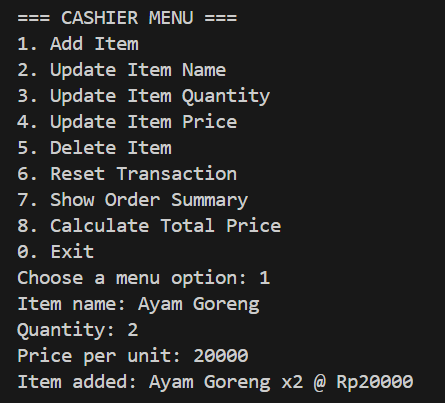 === CASHIER MENU ===
1. Add Item
2. Update Item Name
3. Update Item Quantity
4. Update Item Price
5. Delete Item
6. Reset Transaction
7. Show Order Summary
8. Calculate Total Price
0. Exit
Choose a menu option: 1
Item name: Ayam Goreng
Quantity: 2
Price per unit: 20000
Item added: Ayam Goreng x2 @ Rp20000